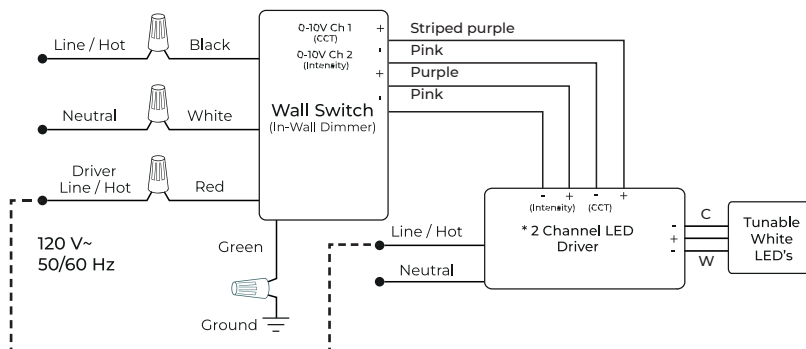 Line / Hot
Black
Neutral
White
Driver
Line / Hot
Red
120 V~
50/60 Hz
Green
Ground
0-10V Ch 1
(CCT)
0-10V Ch 2
(Intensity)
Wall Switch
(In-Wall Dimmer)
+
-
+
-
Striped purple
Pink
Purple
Pink
Line / Hot
Neutral
- + - +
(Intensity) (CCT)
* 2 Channel LED
Driver
-
+
-
C
W
Tunable
White
LED's